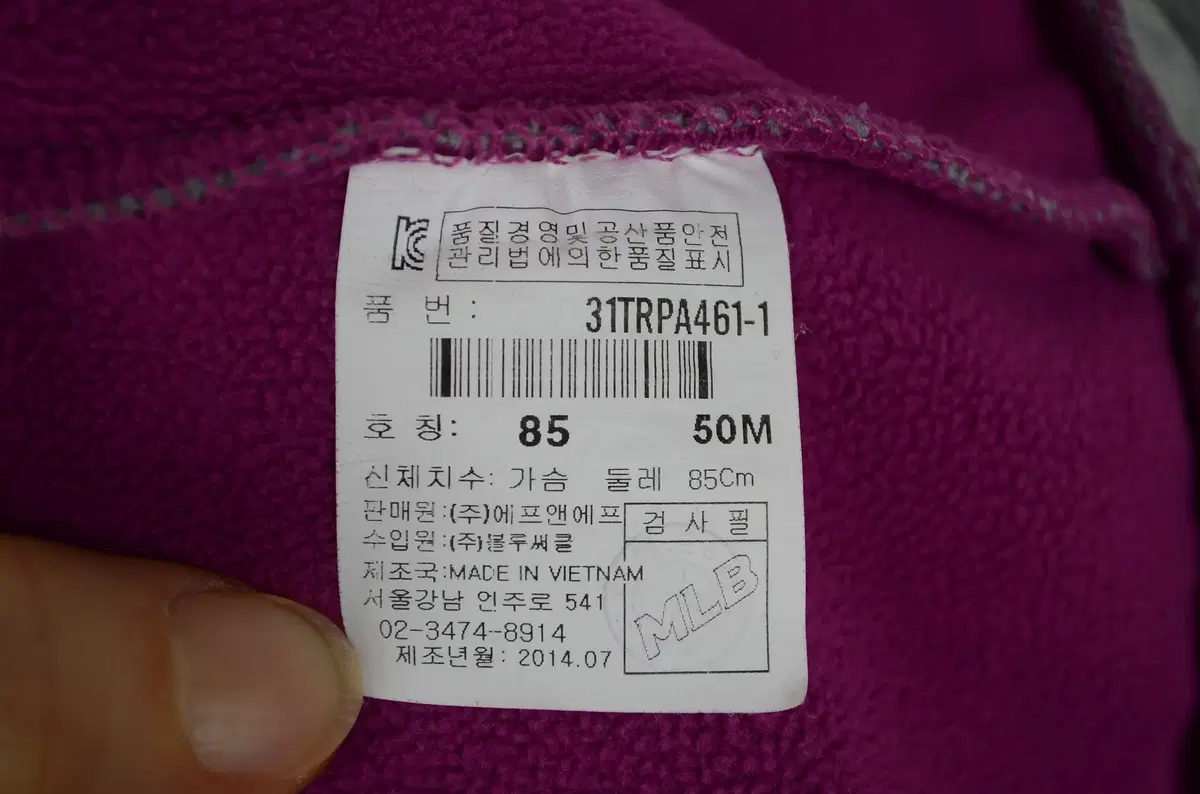 KC
품질경영및 공산품안전
관리법에의한품질표시
품 번 : 31TRPA461-1
호 칭: 85 50M
신체치수: 가슴 둘레 85Cm
판매원:(주)에프앤에프
수입원:(주)블루써클
제조국:MADE IN VIETNAM
서울강남 언주로 541
02-3474-8914
제조년월: 2014.07
검 사 필
MLB